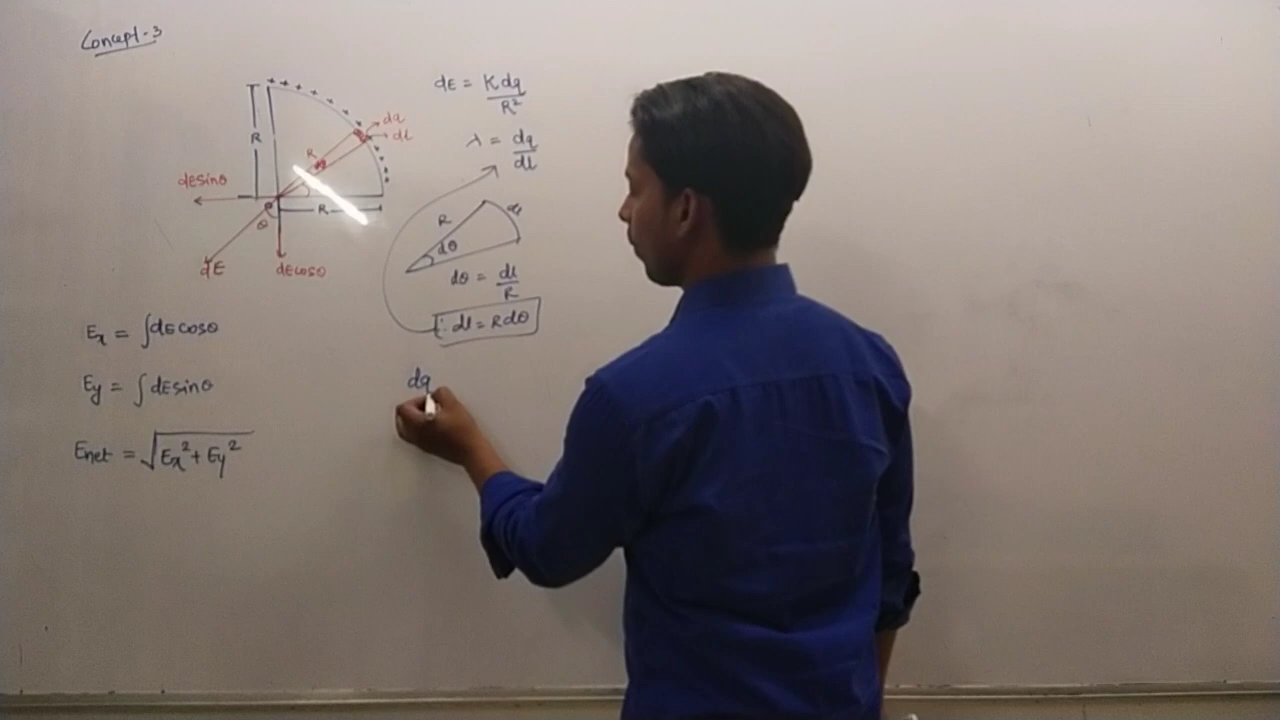 Concept-3
R
dq
dl
R
dEsinθ
R
θ
dE
dEcosθ
Ex = ∫dEcosθ
Ey = ∫dEsinθ
Enet = √Ex² + Ey²
dE = Kdq/R²
λ = dq/dl
R
dl
dθ
dθ = dl/R
∴ dl = Rdθ
dq